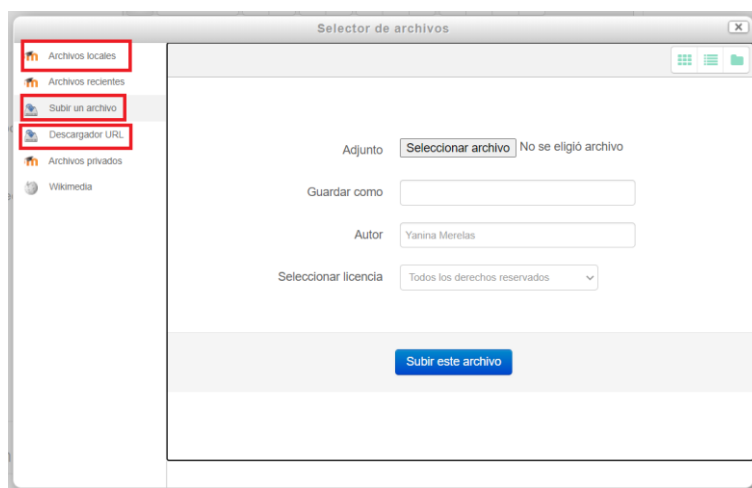 Selector de archivos
Archivos locales
Archivos recientes
Subir un archivo
Descargador URL
Archivos privados
Wikimedia
Adjunto
Seleccionar archivo No se eligió archivo
Guardar como
Autor
Yanina Merelas
Seleccionar licencia
Todos los derechos reservados
Subir este archivo